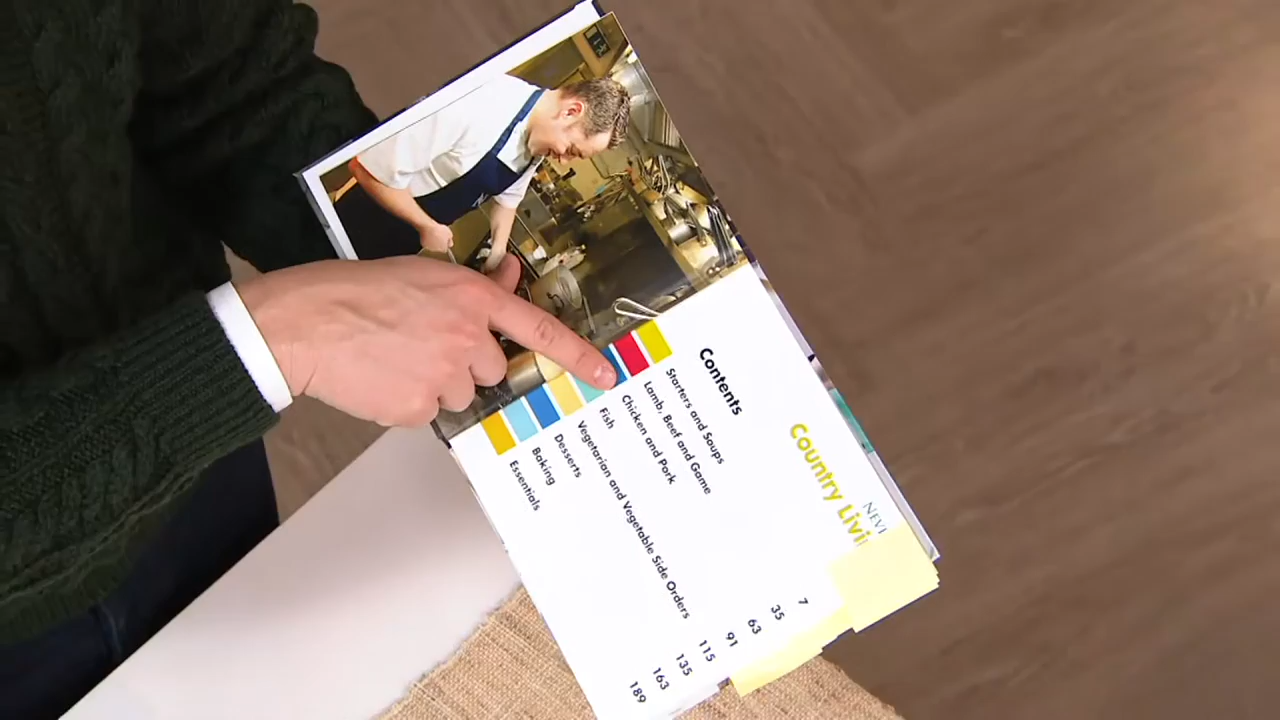 NEVI
Country Livi
Contents
Starters and Soups 7
Lamb, Beef and Game 35
Chicken and Pork 63
Fish 91
Vegetarian and Vegetable Side Orders 115
Desserts 135
Baking 163
Essentials 189